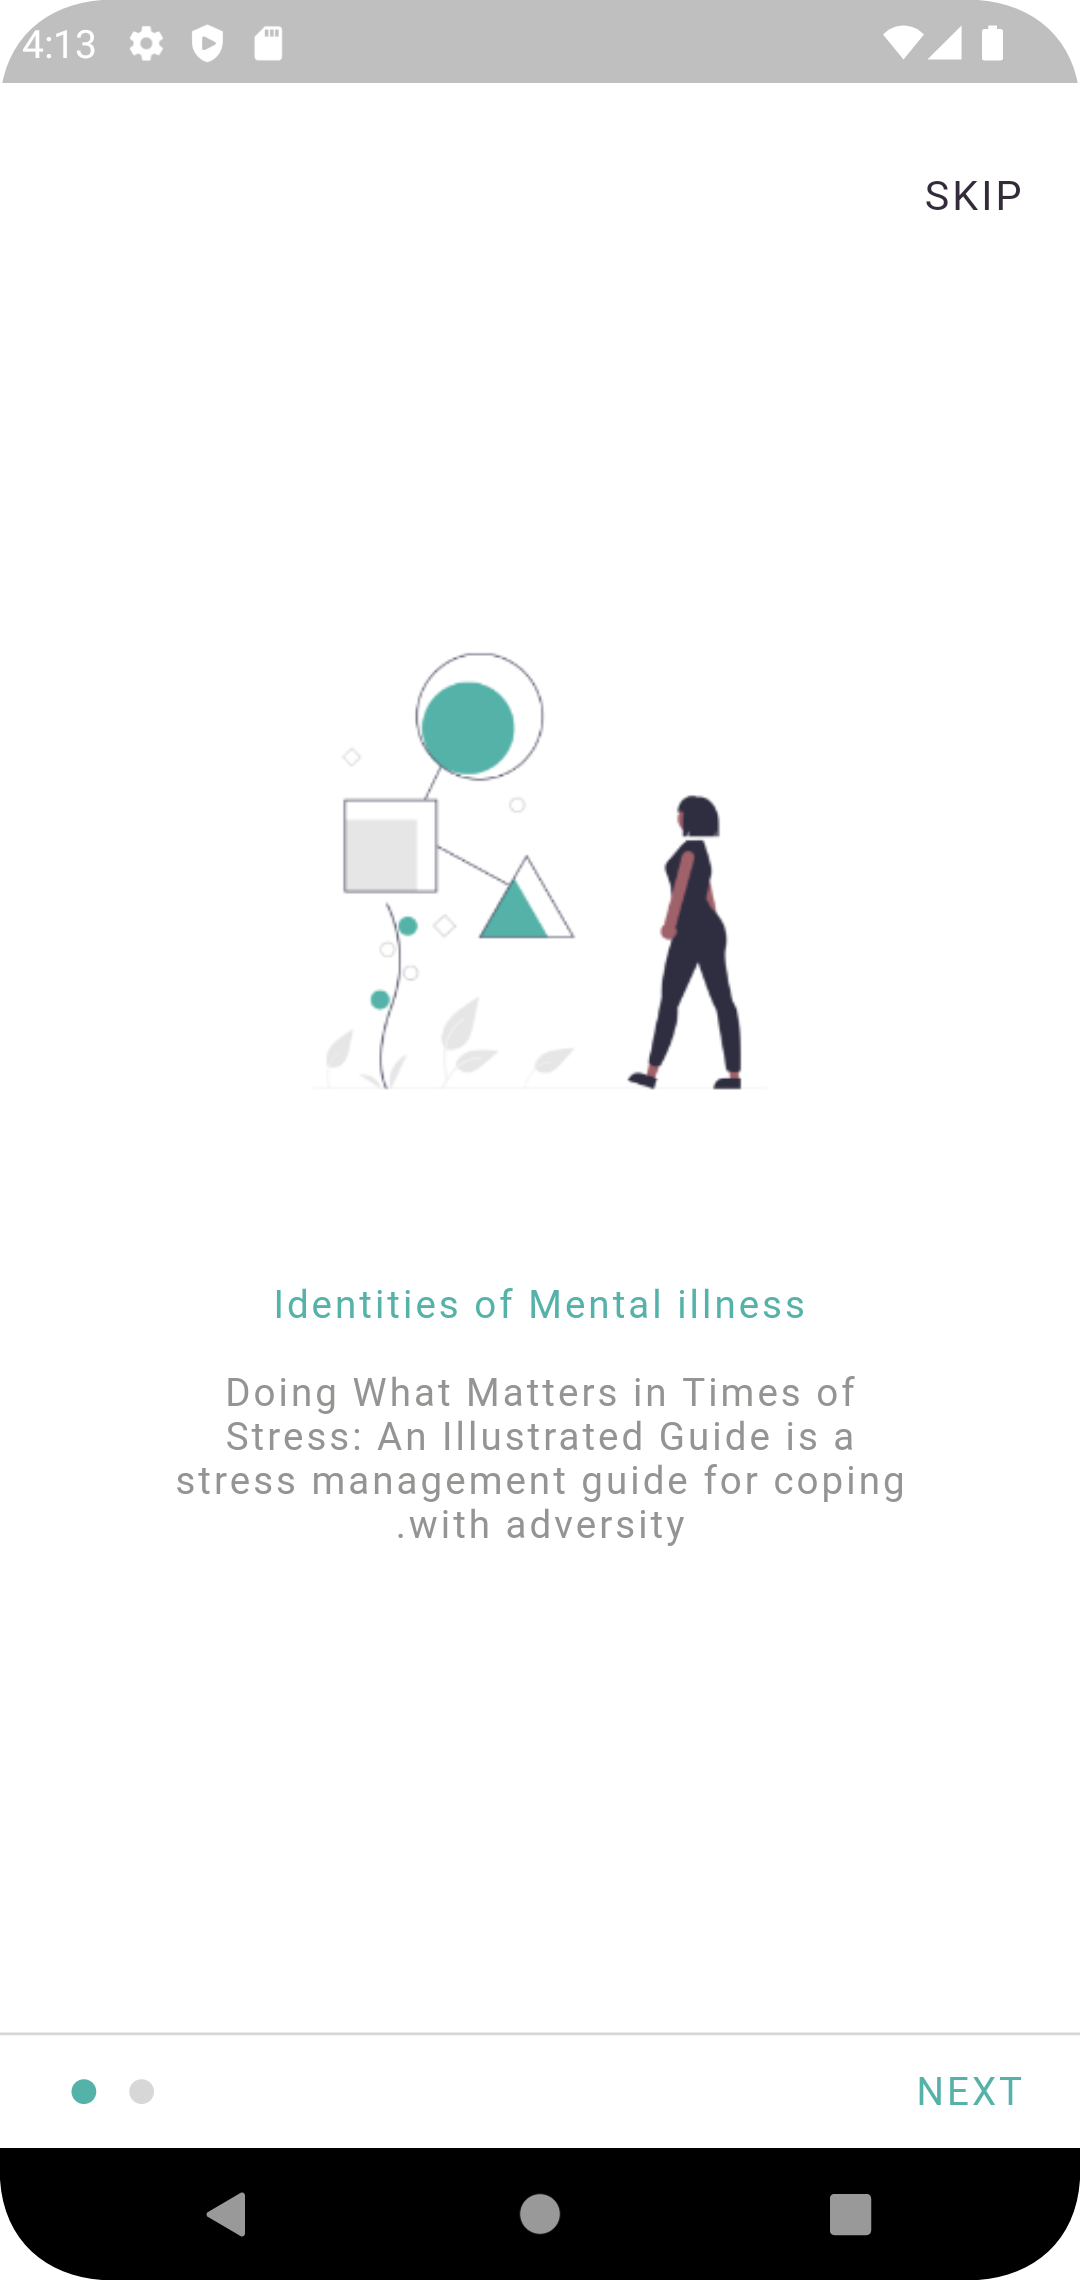 4:13
SKIP
Identities of Mental illness
Doing What Matters in Times of
Stress: An Illustrated Guide is a
stress management guide for coping
.with adversity
NEXT